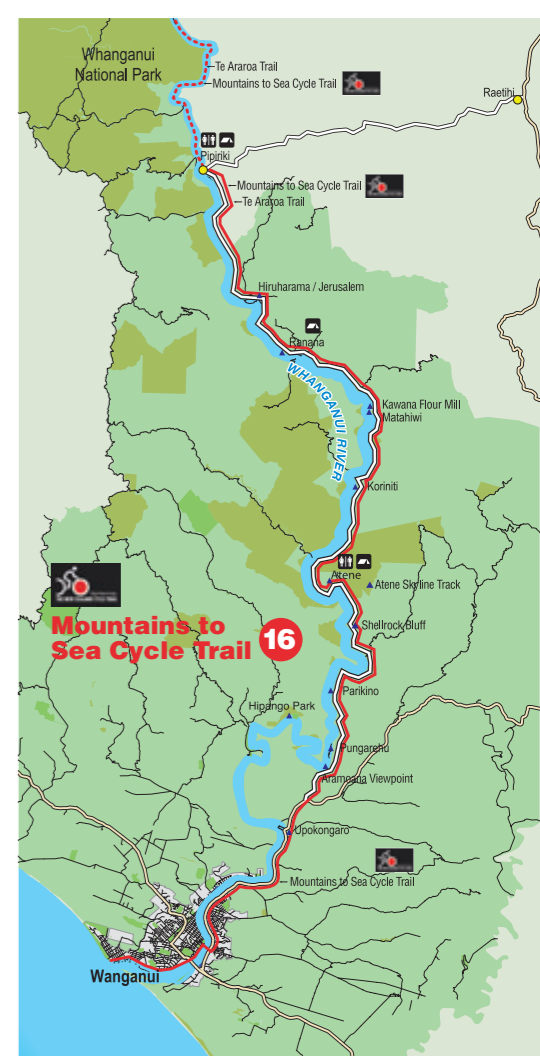 Whanganui
National Park
Te Araroa Trail
Mountains to Sea Cycle Trail
Raetihi
Pipiriki
Mountains to Sea Cycle Trail
Te Araroa Trail
Hiruharama / Jerusalem
Ranana
WHANGANUI RIVER
Kawana Flour Mill
Matahiwi
Koriniti
Atene
Atene Skyline Track
Mountains to
Sea Cycle Trail
16
Shellrock Bluff
Parikino
Hipango Park
Pungarehu
Aramoana Viewpoint
Upokongaro
Mountains to Sea Cycle Trail
Wanganui